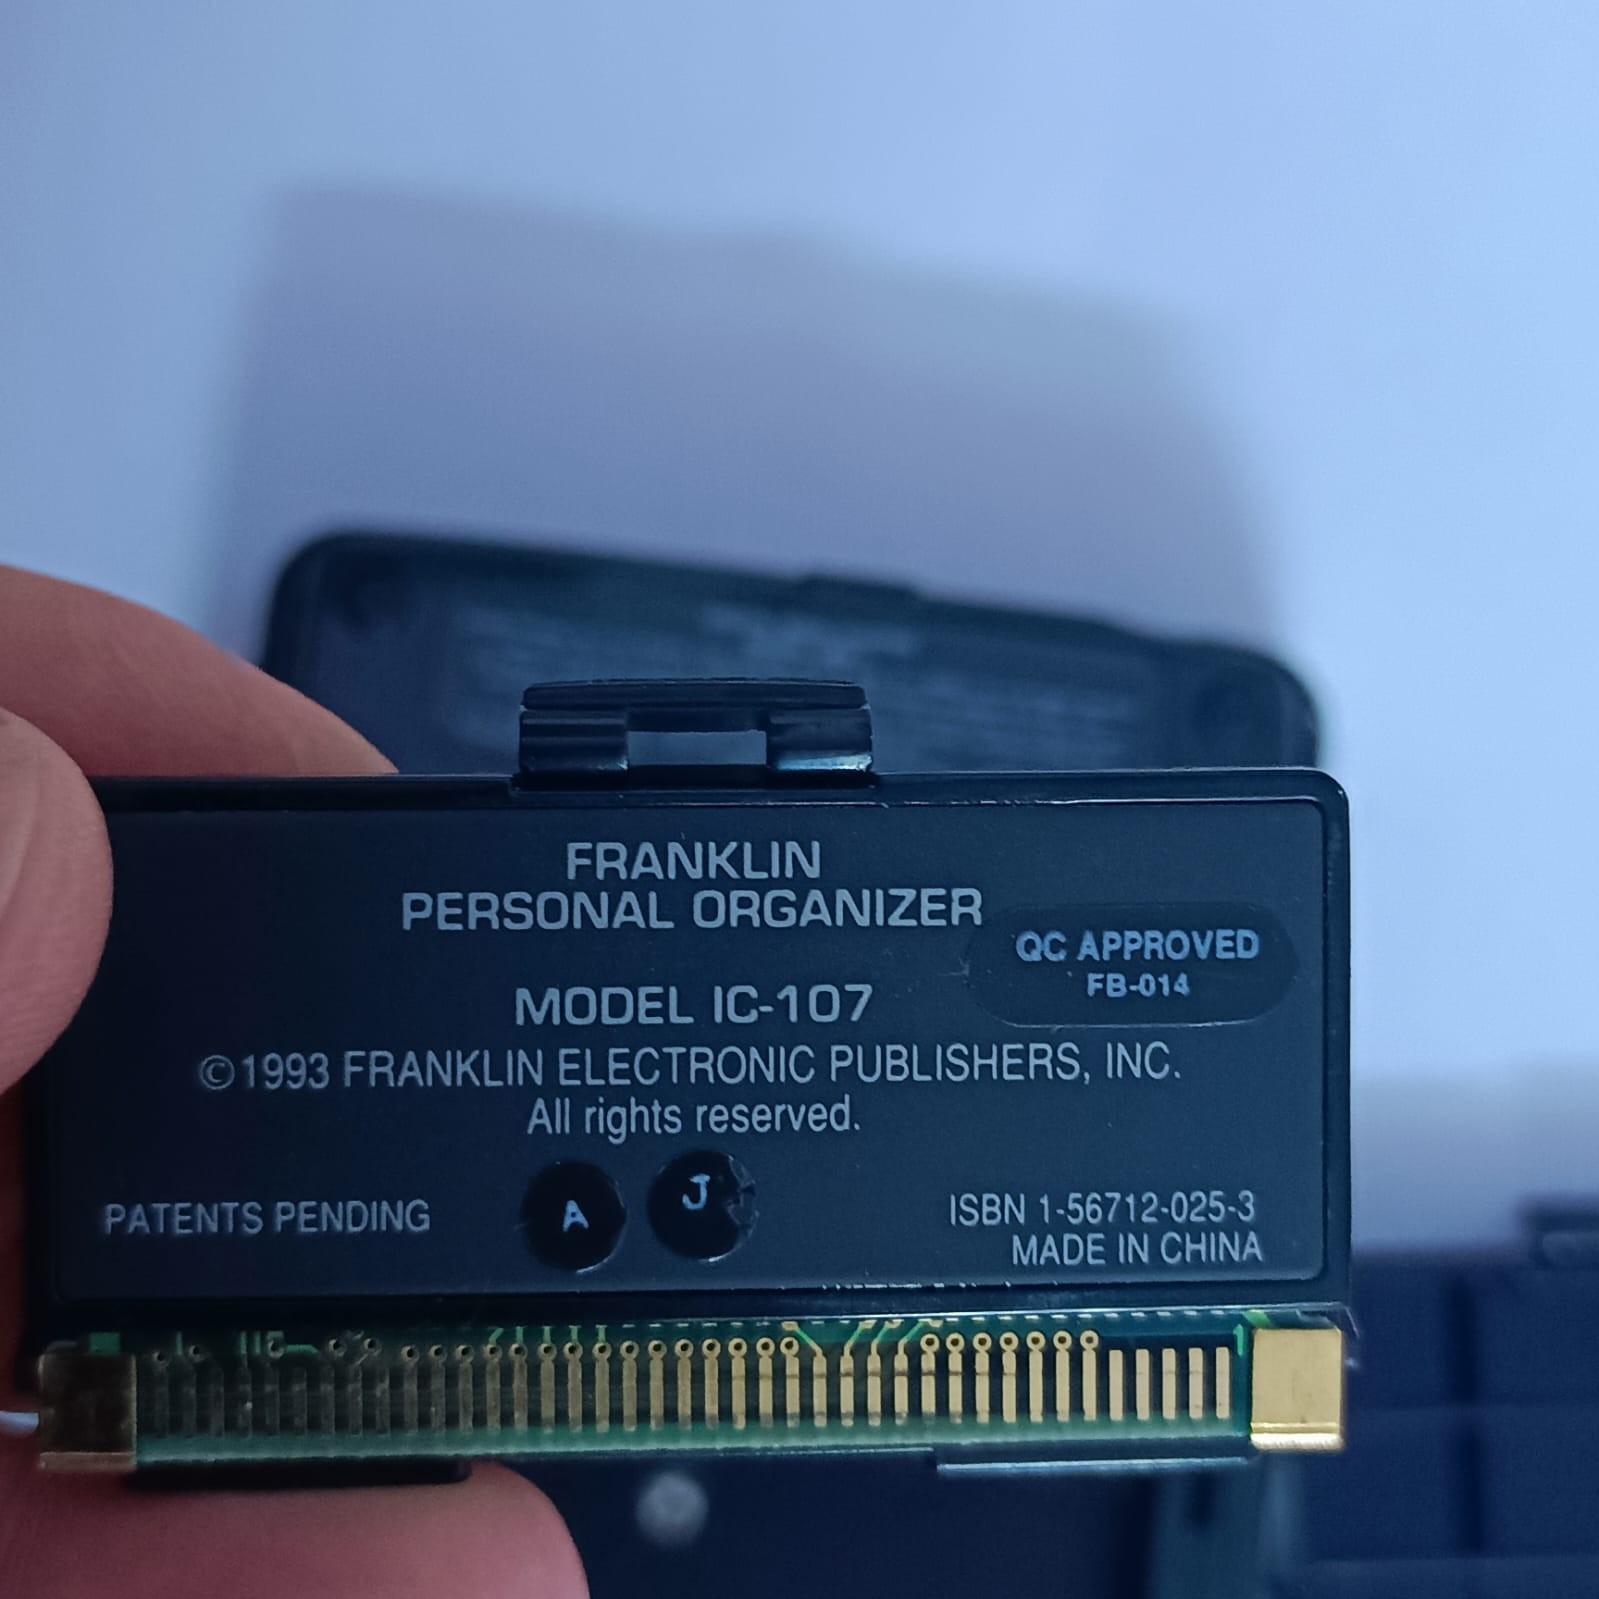 FRANKLIN
PERSONAL ORGANIZER
QC APPROVED
FB-014
MODEL IC-107
©1993 FRANKLIN ELECTRONIC PUBLISHERS, INC.
All rights reserved.
A J
PATENTS PENDING
ISBN 1-56712-025-3
MADE IN CHINA